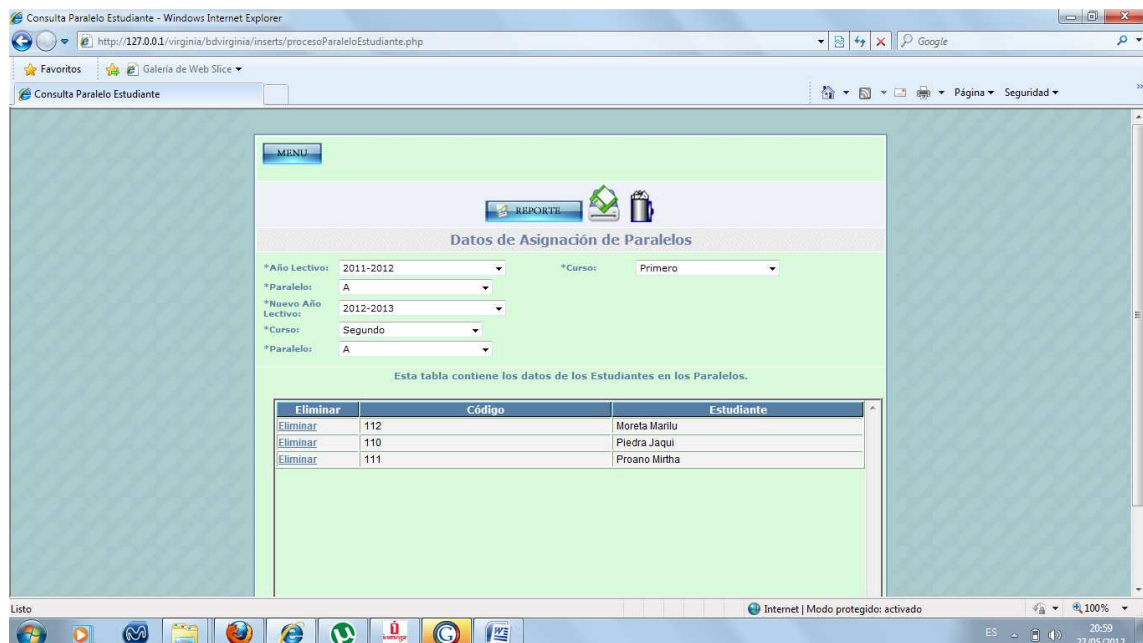 Consulta Paralelo Estudiante - Windows Internet Explorer
http://127.0.0.1/virginia/bdvirginia/inserts/procesoParaleloEstudiante.php
Google
Favoritos Galería de Web Slice
Consulta Paralelo Estudiante
Página Seguridad
MENU
REPORTE
Datos de Asignación de Paralelos
*Año Lectivo: 2011-2012 *Curso: Primero
*Paralelo: A
*Nuevo Año
Lectivo: 2012-2013
*Curso: Segundo
*Paralelo: A
Esta tabla contiene los datos de los Estudiantes en los Paralelos.
Eliminar Código Estudiante
Eliminar 112 Moreta Marilu
Eliminar 110 Piedra Jaqui
Eliminar 111 Proano Mirtha
Listo Internet | Modo protegido: activado 100%
ES 20:59
27/05/2012